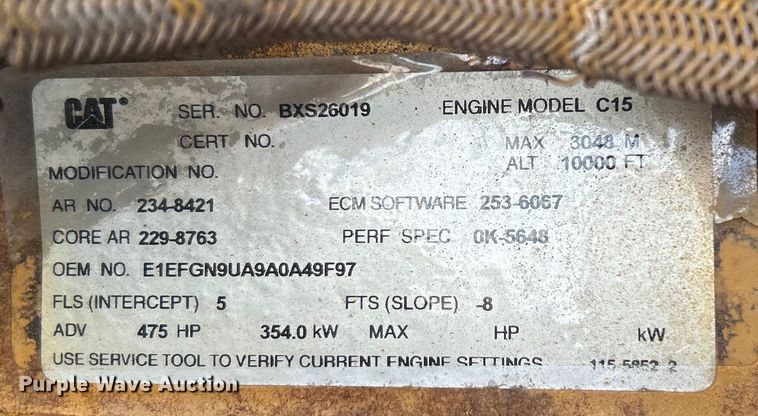 CAT® SER. NO. BXS26019 ENGINE MODEL C15
CERT NO. MAX 3048 M
MODIFICATION NO. ALT 10000 FT
AR NO. 234-8421 ECM SOFTWARE 253-6067
CORE AR 229-8763 PERF SPEC 0K-5648
OEM NO. E1EFGN9UA9A0A49F97
FLS (INTERCEPT) 5 FTS (SLOPE) -8
ADV 475 HP 354.0 kW MAX HP kW
USE SERVICE TOOL TO VERIFY CURRENT ENGINE SETTINGS 115-5852 2
Purple Wave Auction